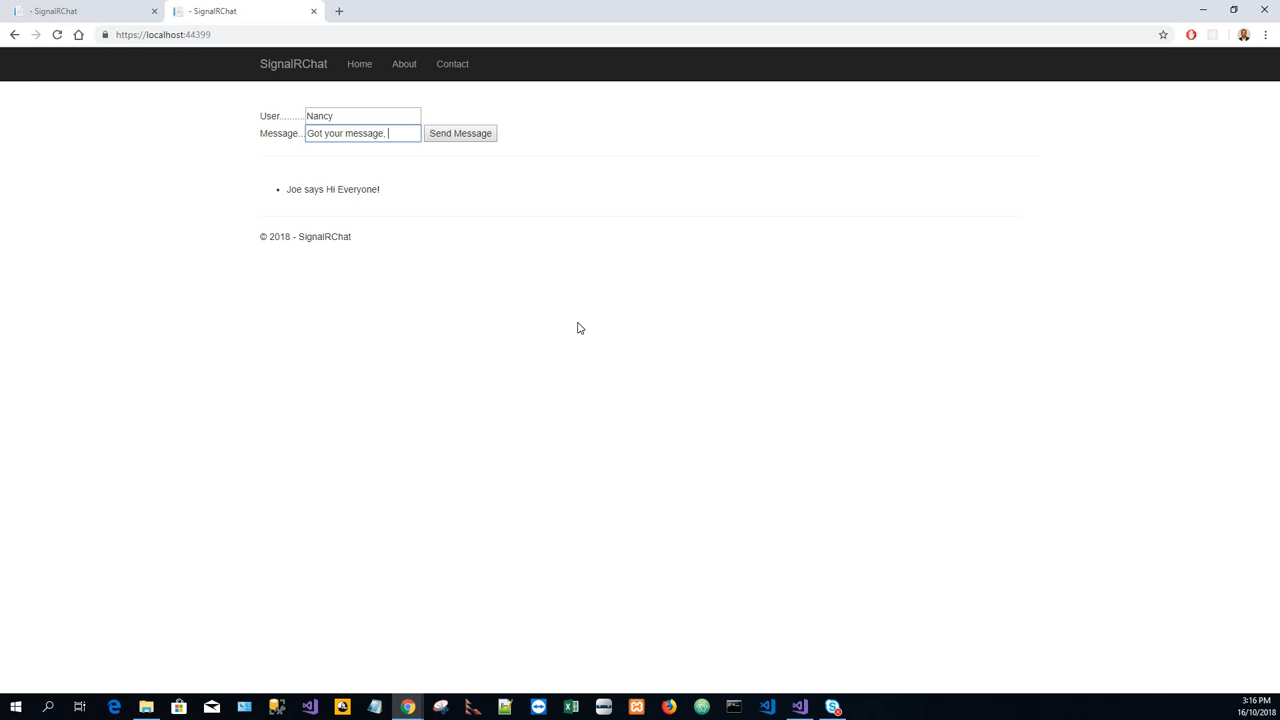 - SignalRChat
- SignalRChat
https://localhost:44399
SignalRChat Home About Contact
User.......... Nancy
Message... Got your message, Send Message
• Joe says Hi Everyone!
© 2018 - SignalRChat
3:16 PM
16/10/2018